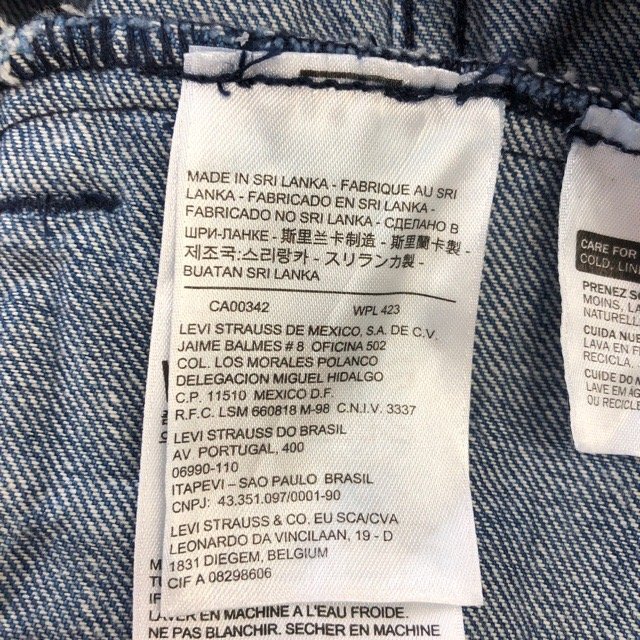 MADE IN SRI LANKA - FABRIQUE AU SRI
LANKA - FABRICADO EN SRI LANKA -
FABRICADO NO SRI LANKA - СДЕЛАНО В
ШРИ-ЛАНКЕ - 斯里兰卡制造 - 斯里蘭卡製 -
제조국:스리랑카 - スリランカ製 -
BUATAN SRI LANKA
CA00342 WPL 423
LEVI STRAUSS DE MEXICO, S.A. DE C.V.
JAIME BALMES # 8 OFICINA 502
COL. LOS MORALES POLANCO
DELEGACION MIGUEL HIDALGO
C.P. 11510 MEXICO D.F.
R.F.C. LSM 660818 M-98 C.N.I.V. 3337
LEVI STRAUSS DO BRASIL
AV PORTUGAL, 400
06990-110
ITAPEVI – SAO PAULO BRASIL
CNPJ: 43.351.097/0001-90
LEVI STRAUSS & CO. EU SCA/CVA
LEONARDO DA VINCILAAN, 19 - D
1831 DIEGEM, BELGIUM
CIF A 08298606
LAVER EN MACHINE A L'EAU FROIDE.
NE PAS BLANCHIR. SECHER EN MACHINE
CARE FOR
COLD, LIN
PRENEZ S
MOINS, LA
NATURELL
CUIDA NUE
LAVA EN F
RECICLA.
CUIDE DO
LAVE EM AG
OU RECICLE